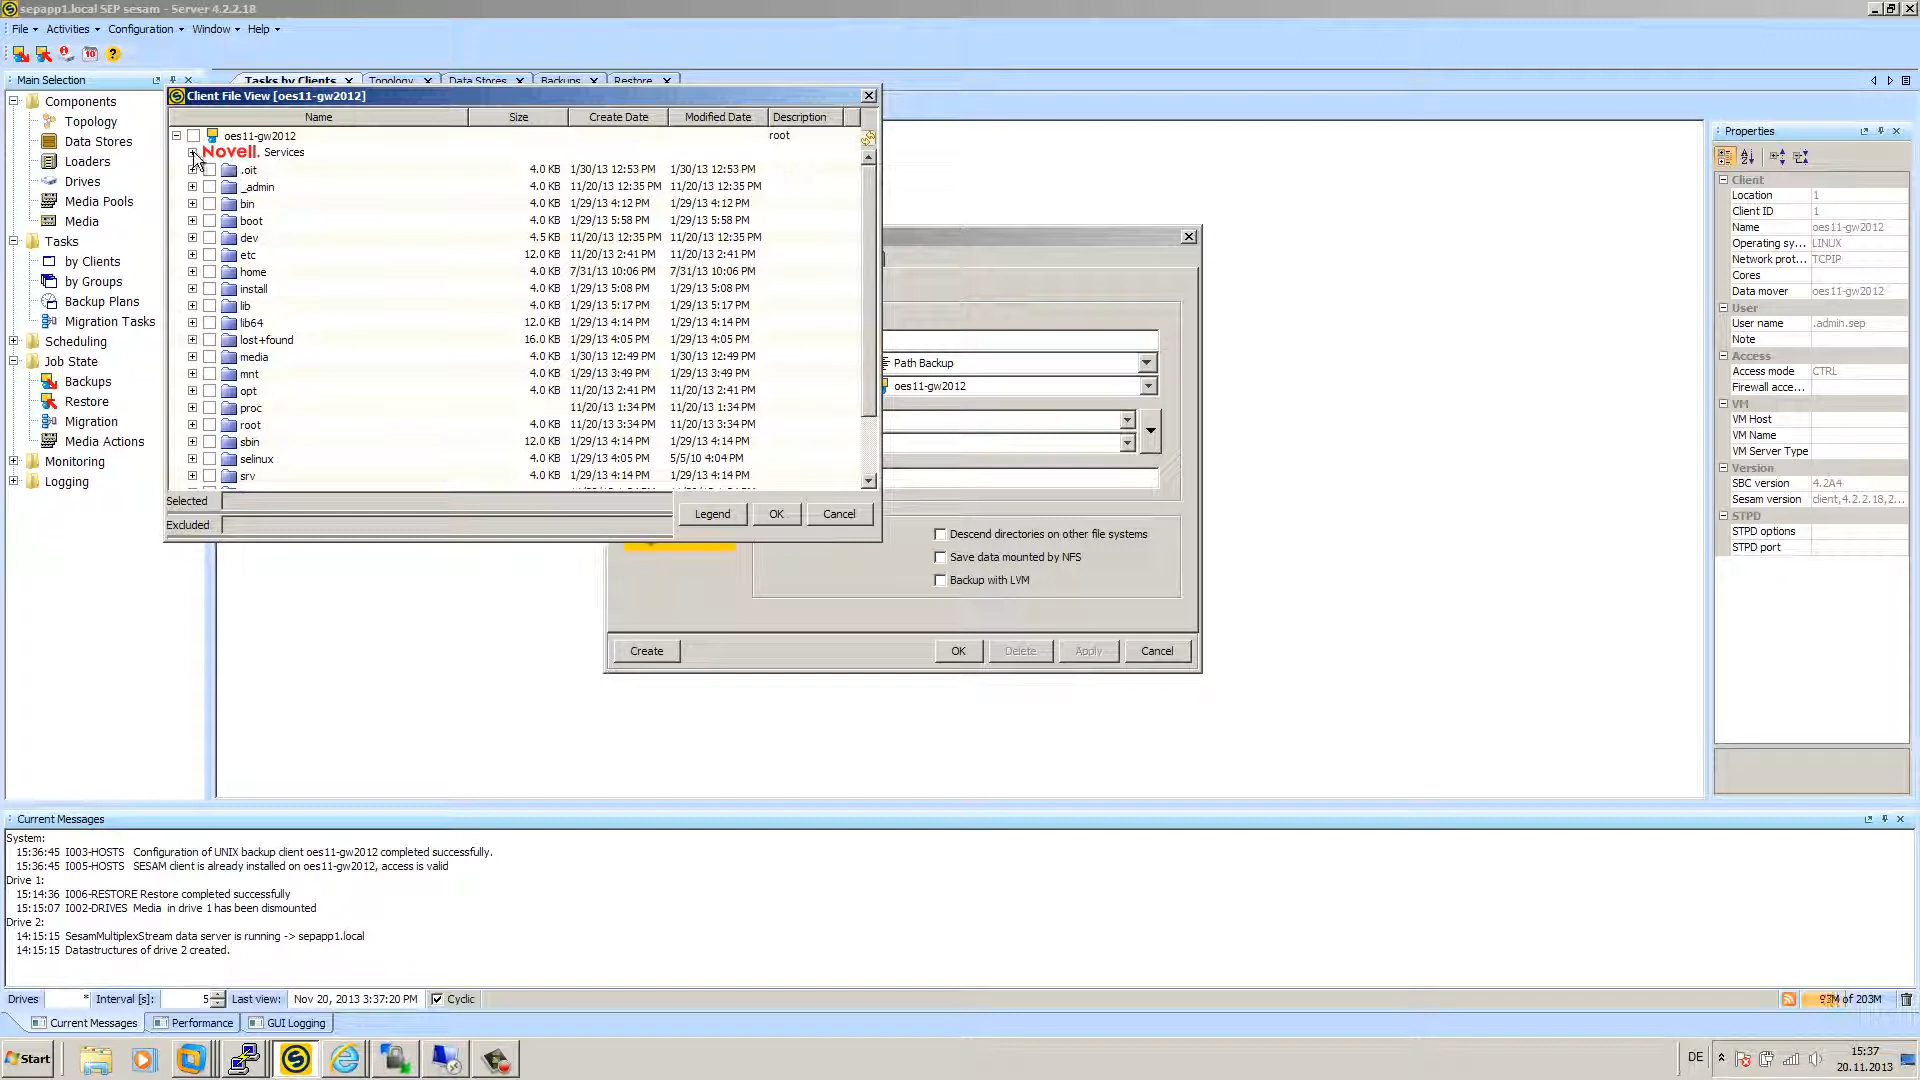 sepapp1.local SEP sesam - Server 4.2.2.18
File Activities Configuration Window Help
10
Main Selection
Components
Topology
Data Stores
Loaders
Drives
Media Pools
Media
Tasks
by Clients
by Groups
Backup Plans
Migration Tasks
Scheduling
Job State
Backups
Restore
Migration
Media Actions
Monitoring
Logging
Tasks by Clients Topology Data Stores Backups Restore
Client File View [oes11-gw2012]
Name Size Create Date Modified Date Description
oes11-gw2012 root
Novell. Services
.oit 4.0 KB 1/30/13 12:53 PM 1/30/13 12:53 PM
_admin 4.0 KB 11/20/13 12:35 PM 11/20/13 12:35 PM
bin 4.0 KB 1/29/13 4:12 PM 1/29/13 4:12 PM
boot 4.0 KB 1/29/13 5:58 PM 1/29/13 5:58 PM
dev 4.5 KB 11/20/13 12:35 PM 11/20/13 12:35 PM
etc 12.0 KB 11/20/13 2:41 PM 11/20/13 2:41 PM
home 4.0 KB 7/31/13 10:06 PM 7/31/13 10:06 PM
install 4.0 KB 1/29/13 5:08 PM 1/29/13 5:08 PM
lib 4.0 KB 1/29/13 5:17 PM 1/29/13 5:17 PM
lib64 12.0 KB 1/29/13 4:14 PM 1/29/13 4:14 PM
lost+found 16.0 KB 1/29/13 4:05 PM 1/29/13 4:05 PM
media 4.0 KB 1/30/13 12:49 PM 1/30/13 12:49 PM
mnt 4.0 KB 1/29/13 3:49 PM 1/29/13 3:49 PM
opt 4.0 KB 11/20/13 2:41 PM 11/20/13 2:41 PM
proc 11/20/13 1:34 PM 11/20/13 1:34 PM
root 4.0 KB 11/20/13 3:34 PM 11/20/13 3:34 PM
sbin 12.0 KB 1/29/13 4:14 PM 1/29/13 4:14 PM
selinux 4.0 KB 1/29/13 4:05 PM 5/5/10 4:04 PM
srv 4.0 KB 1/29/13 4:14 PM 1/29/13 4:14 PM
Selected
Excluded
Legend OK Cancel
Path Backup
oes11-gw2012
Descend directories on other file systems
Save data mounted by NFS
Backup with LVM
Create OK Delete Apply Cancel
Properties
Client
Location 1
Client ID 1
Name oes11-gw2012
Operating sy... LINUX
Network prot... TCPIP
Cores
Data mover oes11-gw2012
User
User name .admin.sep
Note
Access
Access mode CTRL
Firewall acce...
VM
VM Host
VM Name
VM Server Type
Version
SBC version 4.2A4
Sesam version client,4.2.2.18,2...
STPD
STPD options
STPD port
Current Messages
System:
15:36:45 I003-HOSTS Configuration of UNIX backup client oes11-gw2012 completed successfully.
15:36:45 I005-HOSTS SESAM client is already installed on oes11-gw2012, access is valid
Drive 1:
15:14:36 I006-RESTORE Restore completed successfully
15:15:07 I002-DRIVES Media in drive 1 has been dismounted
Drive 2:
14:15:15 SesamMultiplexStream data server is running -> sepapp1.local
14:15:15 Datastructures of drive 2 created.
Drives * Interval [s]: 5 Last view: Nov 20, 2013 3:37:20 PM Cyclic 93M of 203M
Current Messages Performance GUI Logging
Start DE 15:37
20.11.2013